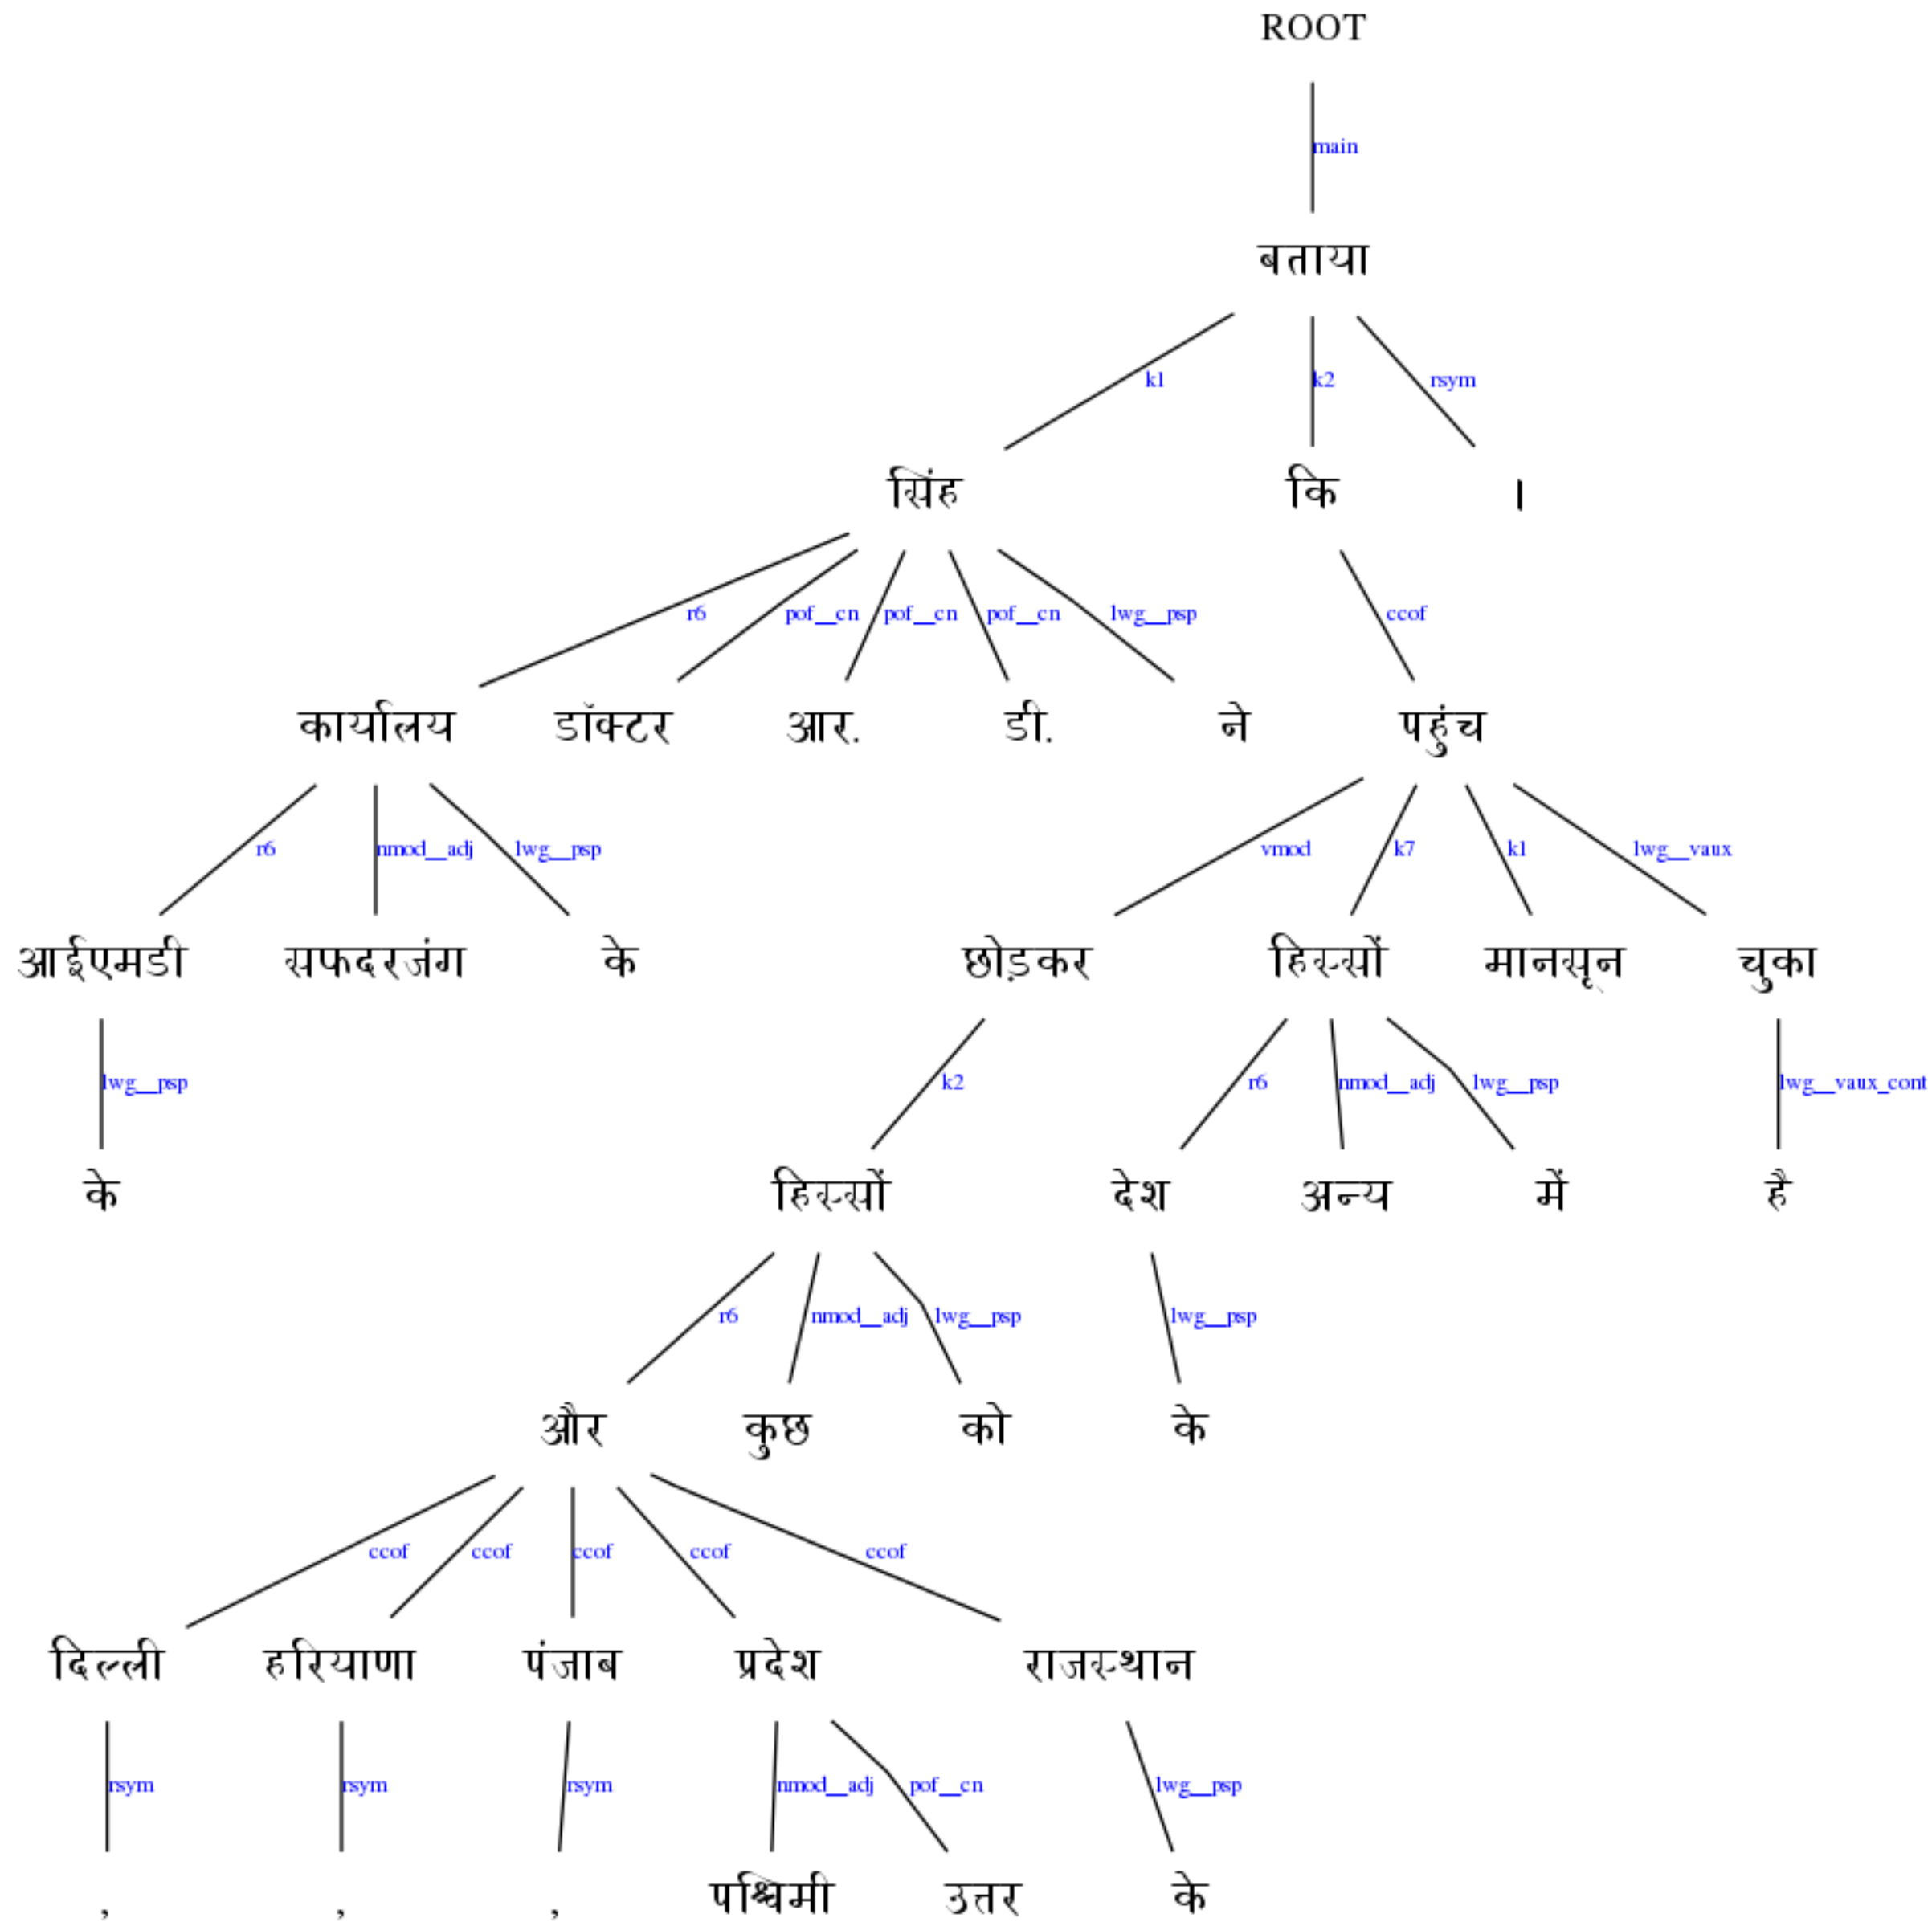 ROOT
main
बताया
k1 k2 rsym
सिंह कि ।
r6 pof__cn pof__cn pof__cn lwg__psp ccof
कार्यालय डॉक्टर आर. डी. ने पहुंच
r6 nmod__adj lwg__psp vmod k7 k1 lwg__vaux
आईएमडी सफदरजंग के छोड़कर हिस्सों मानसून चुका
lwg__psp k2 r6 nmod__adj lwg__psp lwg__vaux_cont
के हिस्सों देश अन्य में है
r6 nmod__adj lwg__psp lwg__psp
और कुछ को के
ccof ccof ccof ccof ccof
दिल्ली हरियाणा पंजाब प्रदेश राजस्थान
rsym rsym rsym nmod__adj pof__cn lwg__psp
, , , पश्चिमी उत्तर के